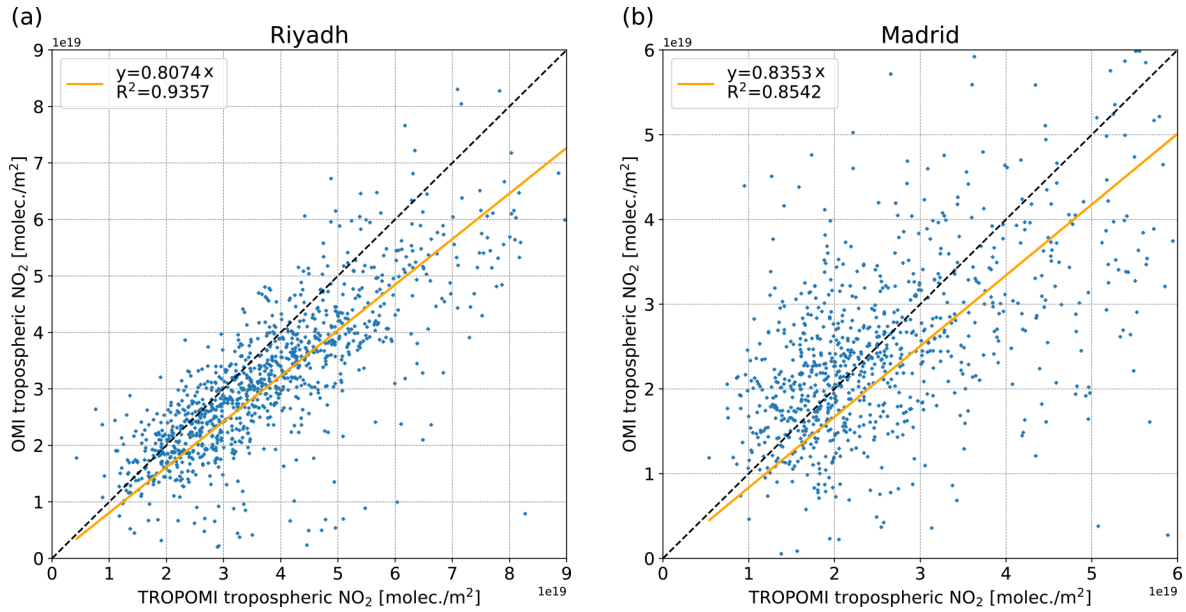 (a)
Riyadh
1e19
y=0.8074x
R²=0.9357
OMI tropospheric NO₂ [molec./m²]
9
8
7
6
5
4
3
2
1
0
0 1 2 3 4 5 6 7 8 9
1e19
TROPOMI tropospheric NO₂ [molec./m²]
(b)
Madrid
1e19
y=0.8353x
R²=0.8542
OMI tropospheric NO₂ [molec./m²]
6
5
4
3
2
1
0
0 1 2 3 4 5 6
1e19
TROPOMI tropospheric NO₂ [molec./m²]